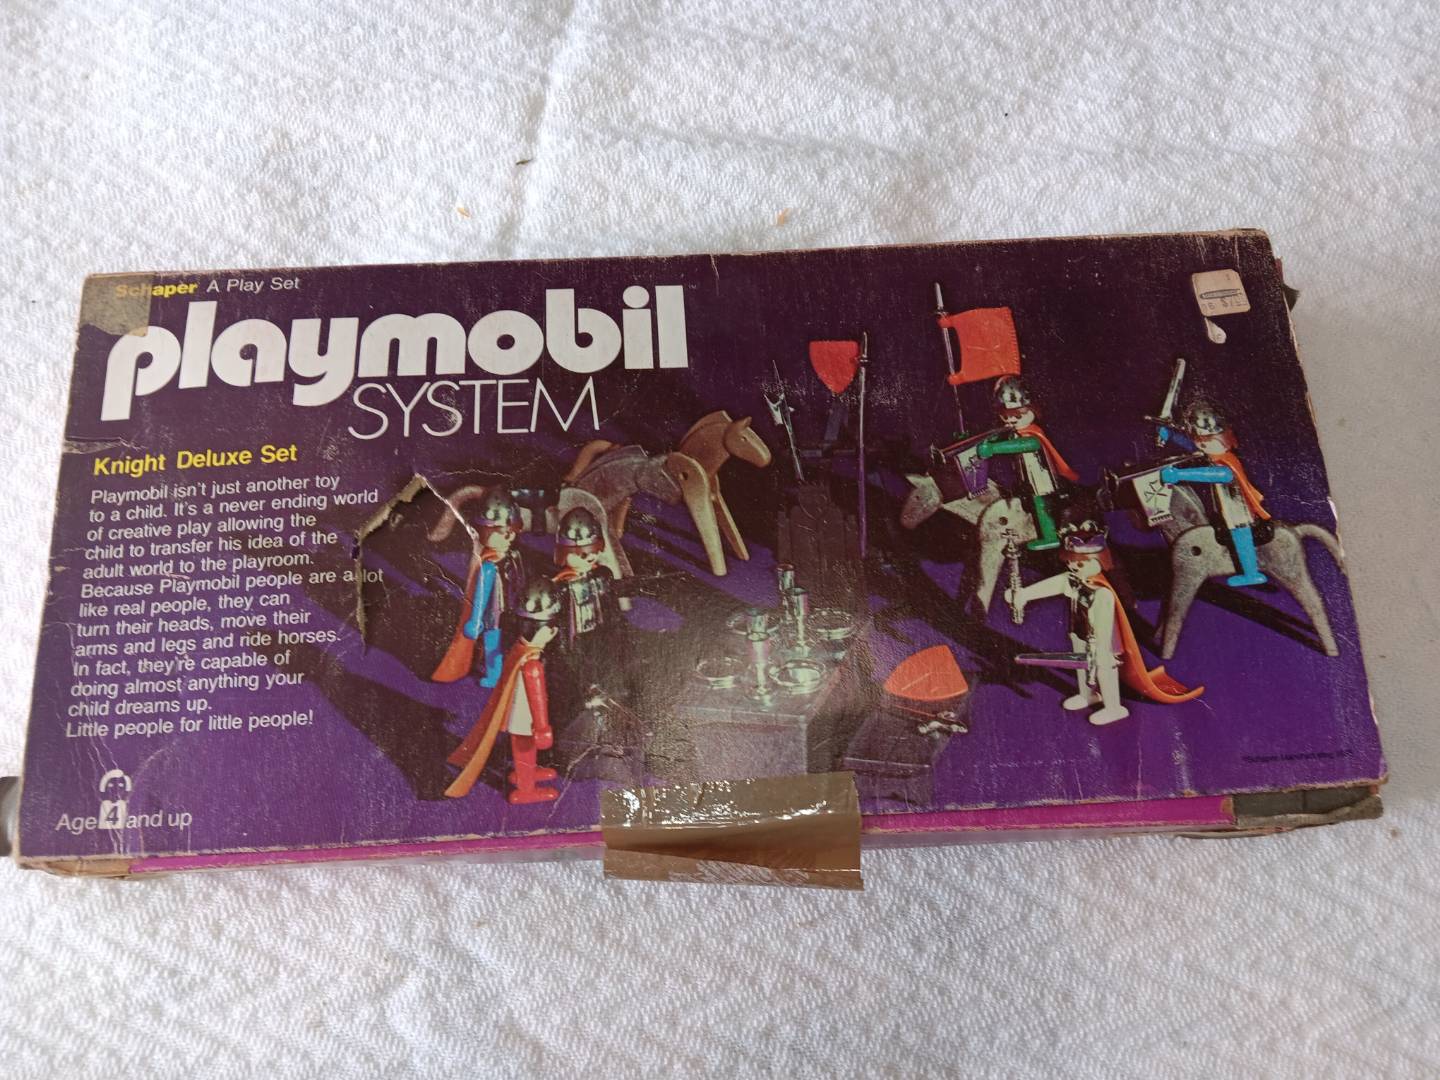 Schaper A Play Set
playmobil
SYSTEM
Knight Deluxe Set
Playmobil isn't just another toy
to a child. It's a never ending world
of creative play allowing the
child to transfer his idea of the
adult world to the playroom.
Because Playmobil people are a lot
like real people, they can
turn their heads, move their
arms and legs and ride horses.
In fact, they're capable of
doing almost anything your
child dreams up.
Little people for little people!
Age 4 and up